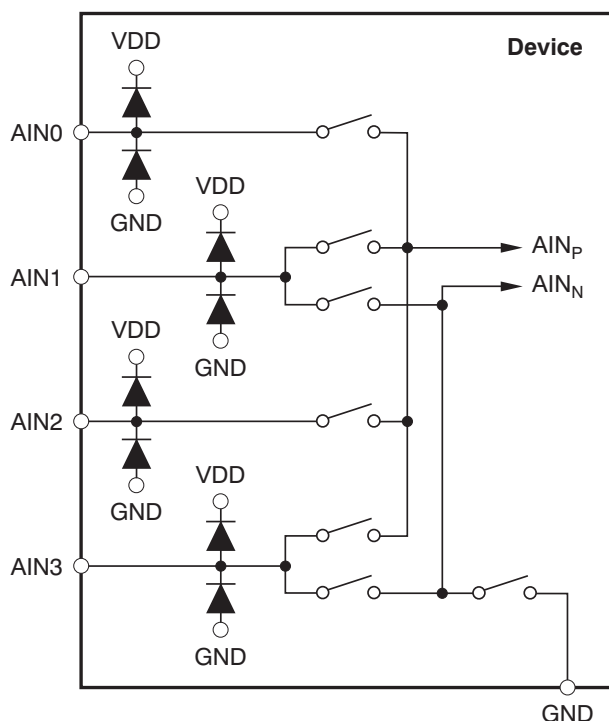 VDD
Device
AIN0
VDD
GND
AINP
AIN1
AINN
VDD
GND
AIN2
VDD
GND
AIN3
GND
GND